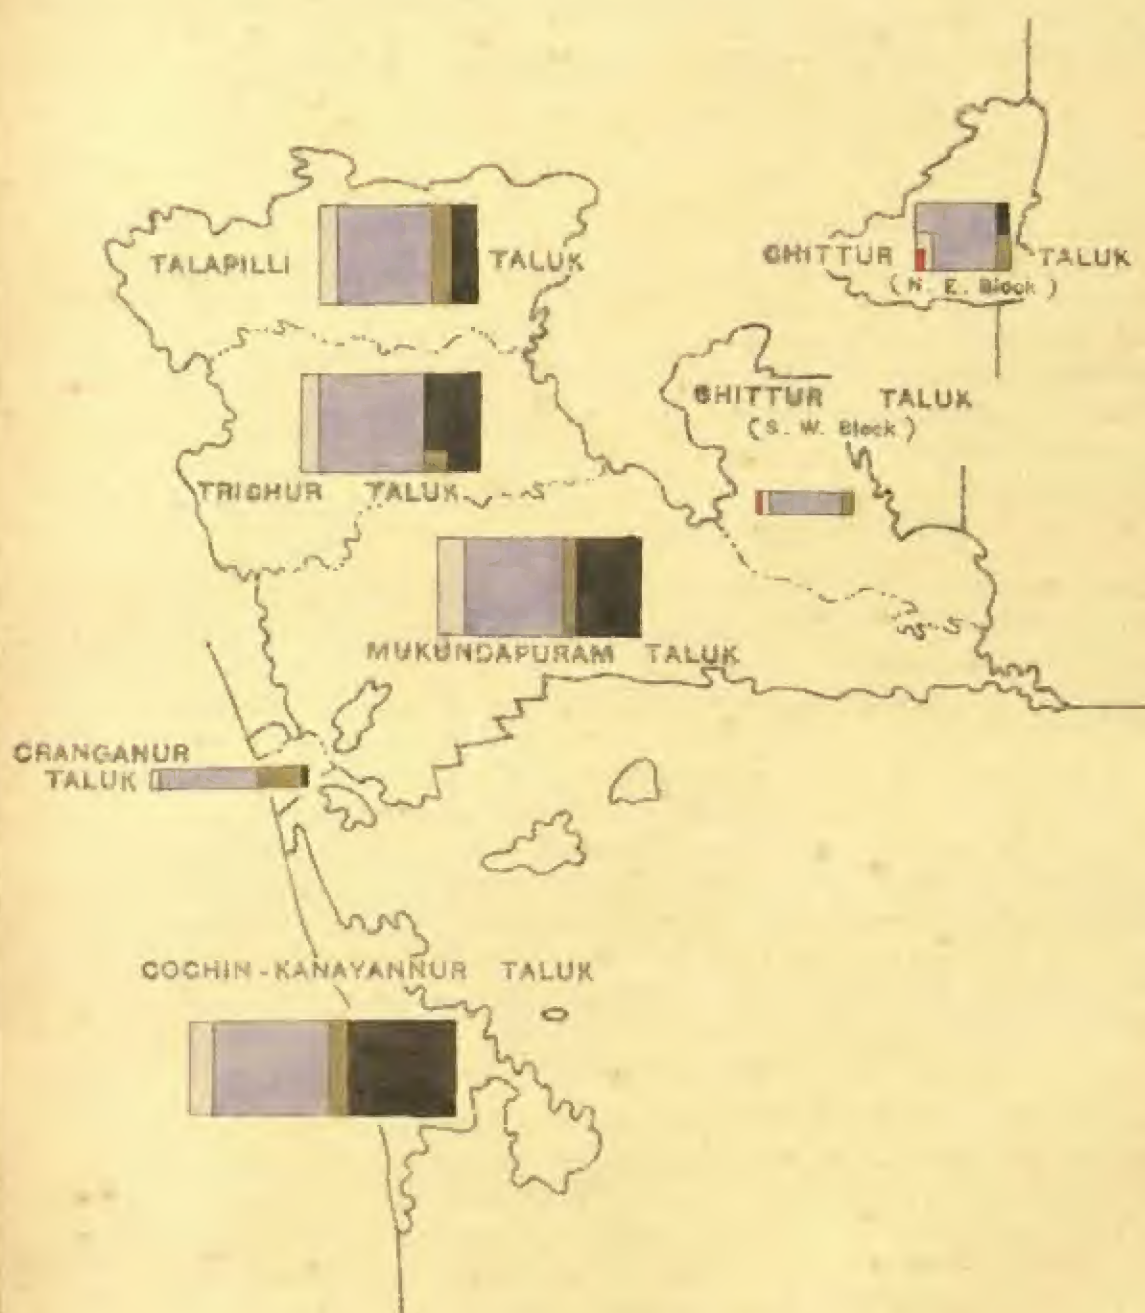 TALAPILLI TALUK
CHITTUR TALUK
(N. E. Block)
CHITTUR TALUK
(S. W. Block)
TRICHUR TALUK
MUKUNDAPURAM TALUK
CRANGANUR
TALUK
COCHIN-KANAYANNUR TALUK